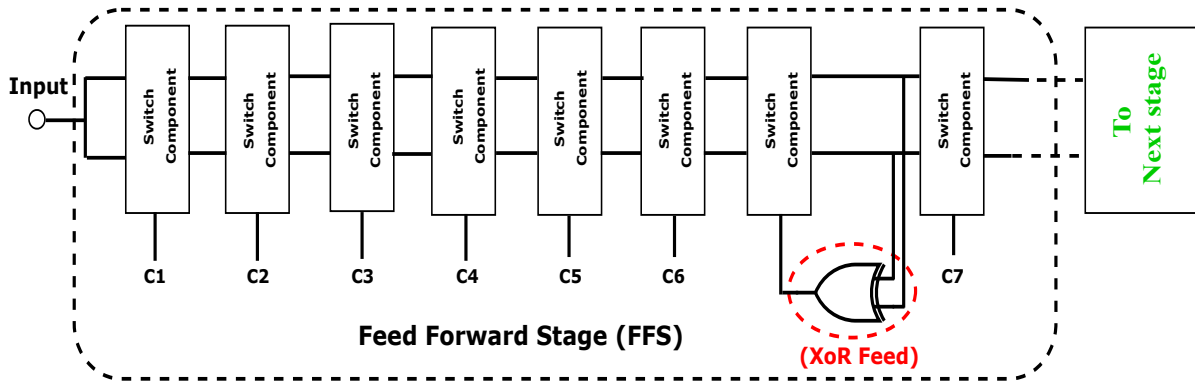 Input
Switch
Component
Switch
Component
Switch
Component
Switch
Component
Switch
Component
Switch
Component
Switch
Component
Switch
Component
To
Next stage
C1
C2
C3
C4
C5
C6
C7
Feed Forward Stage (FFS)
(XoR Feed)